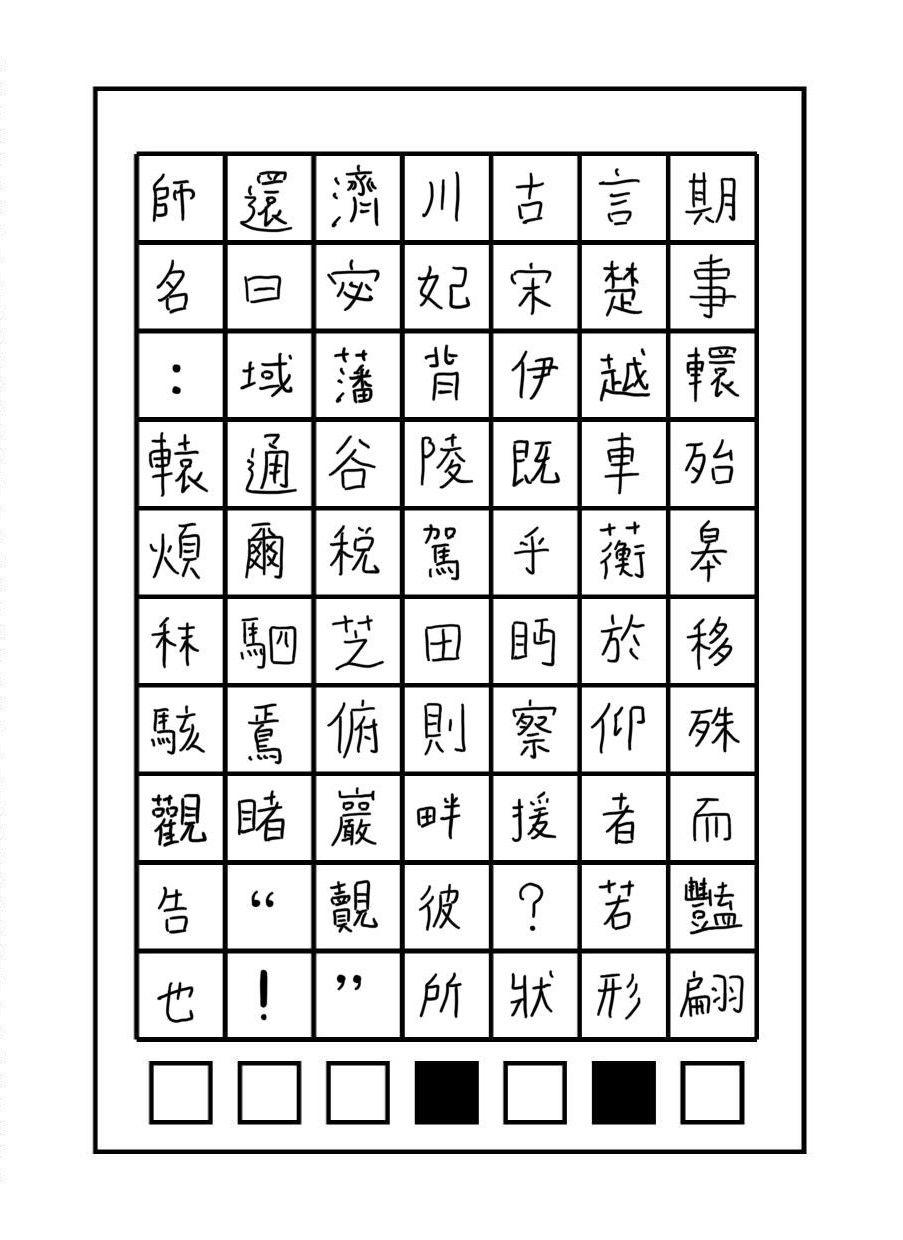 師還濟川古言期
名曰宓妃宋楚事
：域藩背伊越轘
轅通谷陵既車殆
煩爾税駕乎蘅皋
秣駟芝田眄於移
駭焉俯則察仰殊
觀睹巖畔援者而
告“覿彼？若豔
也！”所狀形翩